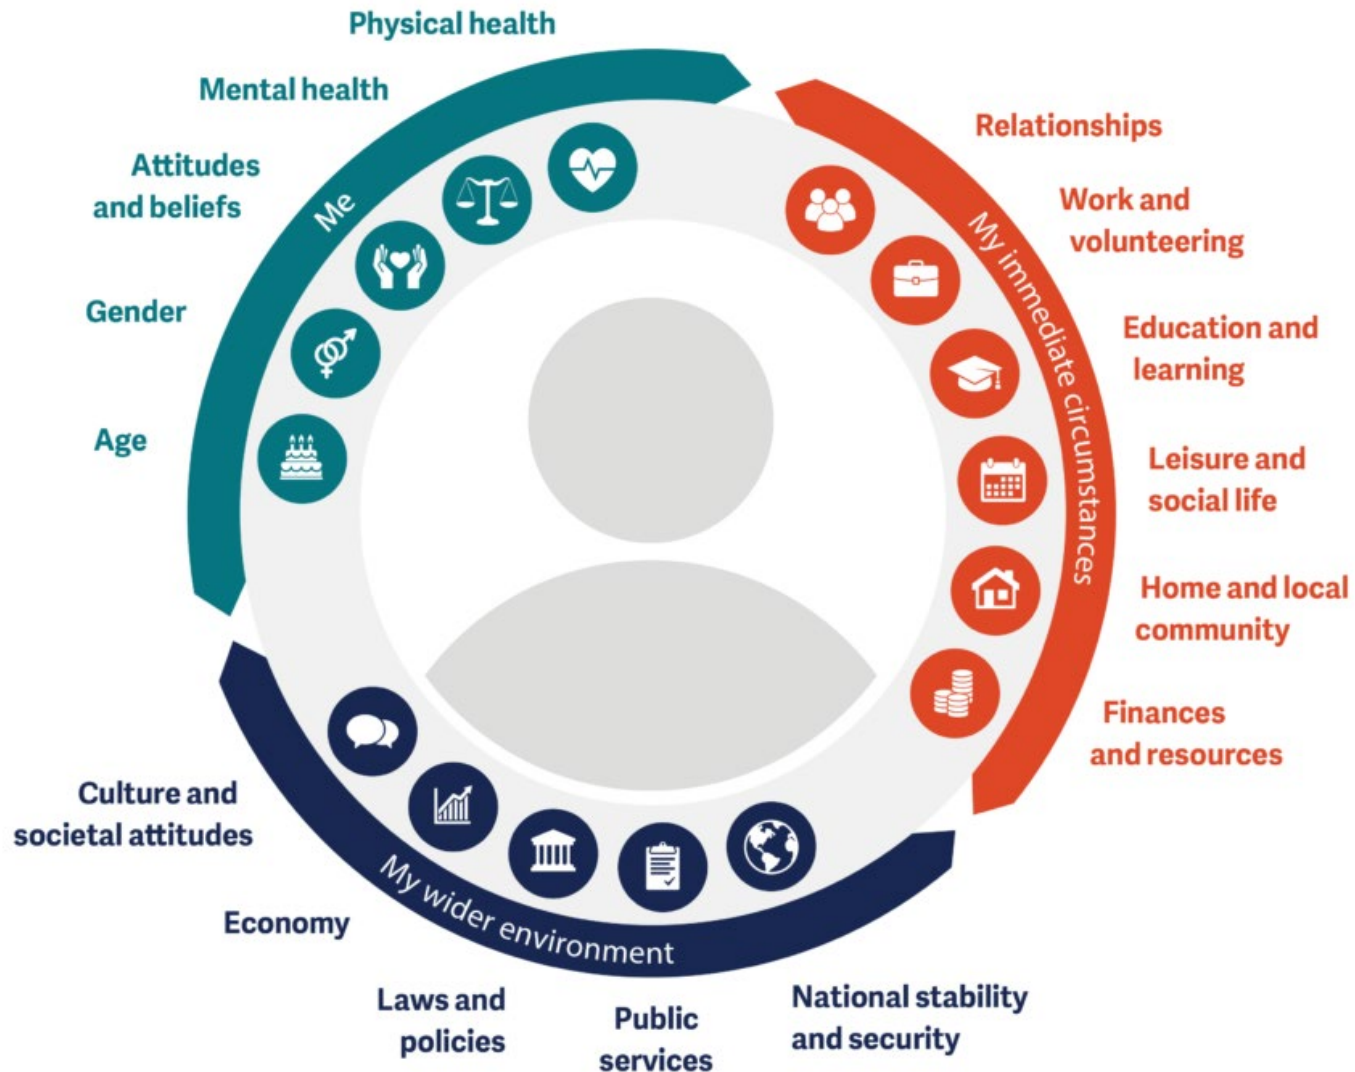 Physical health
Mental health
Attitudes
and beliefs
Gender
Age
Me
Relationships
Work and
volunteering
Education and
learning
Leisure and
social life
Home and local
community
Finances
and resources
My immediate circumstances
Culture and
societal attitudes
Economy
Laws and
policies
Public
services
National stability
and security
My wider environment